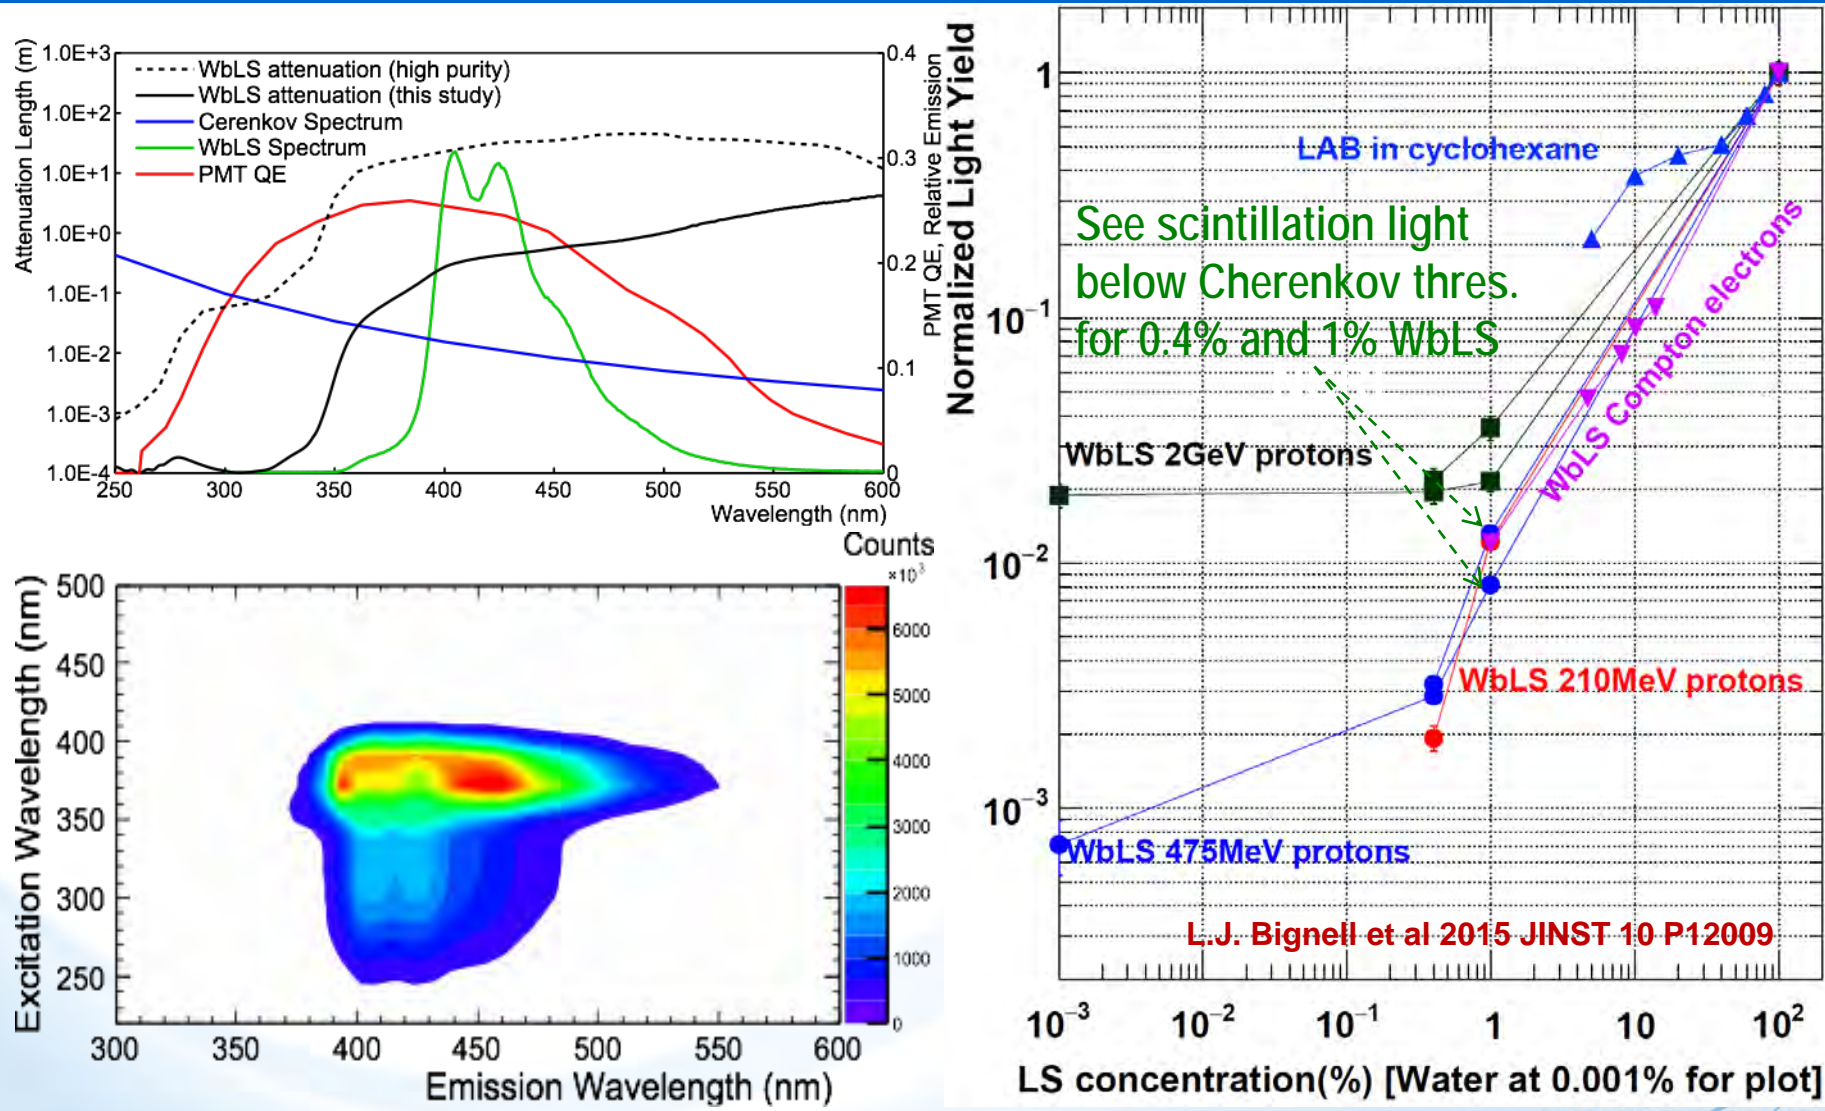 Attenuation Length (m)
1.0E+3
1.0E+2
1.0E+1
1.0E+0
1.0E-1
1.0E-2
1.0E-3
1.0E-4
WbLS attenuation (high purity)
WbLS attenuation (this study)
Cerenkov Spectrum
WbLS Spectrum
PMT QE
0.4
0.3
0.2
0.1
0
PMT QE, Relative Emission
250 300 350 400 450 500 550 600
Wavelength (nm)
Counts
×10³
6000
5000
4000
3000
2000
1000
0
Excitation Wavelength (nm)
500
450
400
350
300
250
300 350 400 450 500 550 600
Emission Wavelength (nm)
Normalized Light Yield
1
10⁻¹
10⁻²
10⁻³
LAB in cyclohexane
See scintillation light
below Cherenkov thres.
for 0.4% and 1% WbLS
WbLS Compton electrons
WbLS 2GeV protons
WbLS 210MeV protons
WbLS 475MeV protons
L.J. Bignell et al 2015 JINST 10 P12009
10⁻³ 10⁻² 10⁻¹ 1 10 10²
LS concentration(%) [Water at 0.001% for plot]